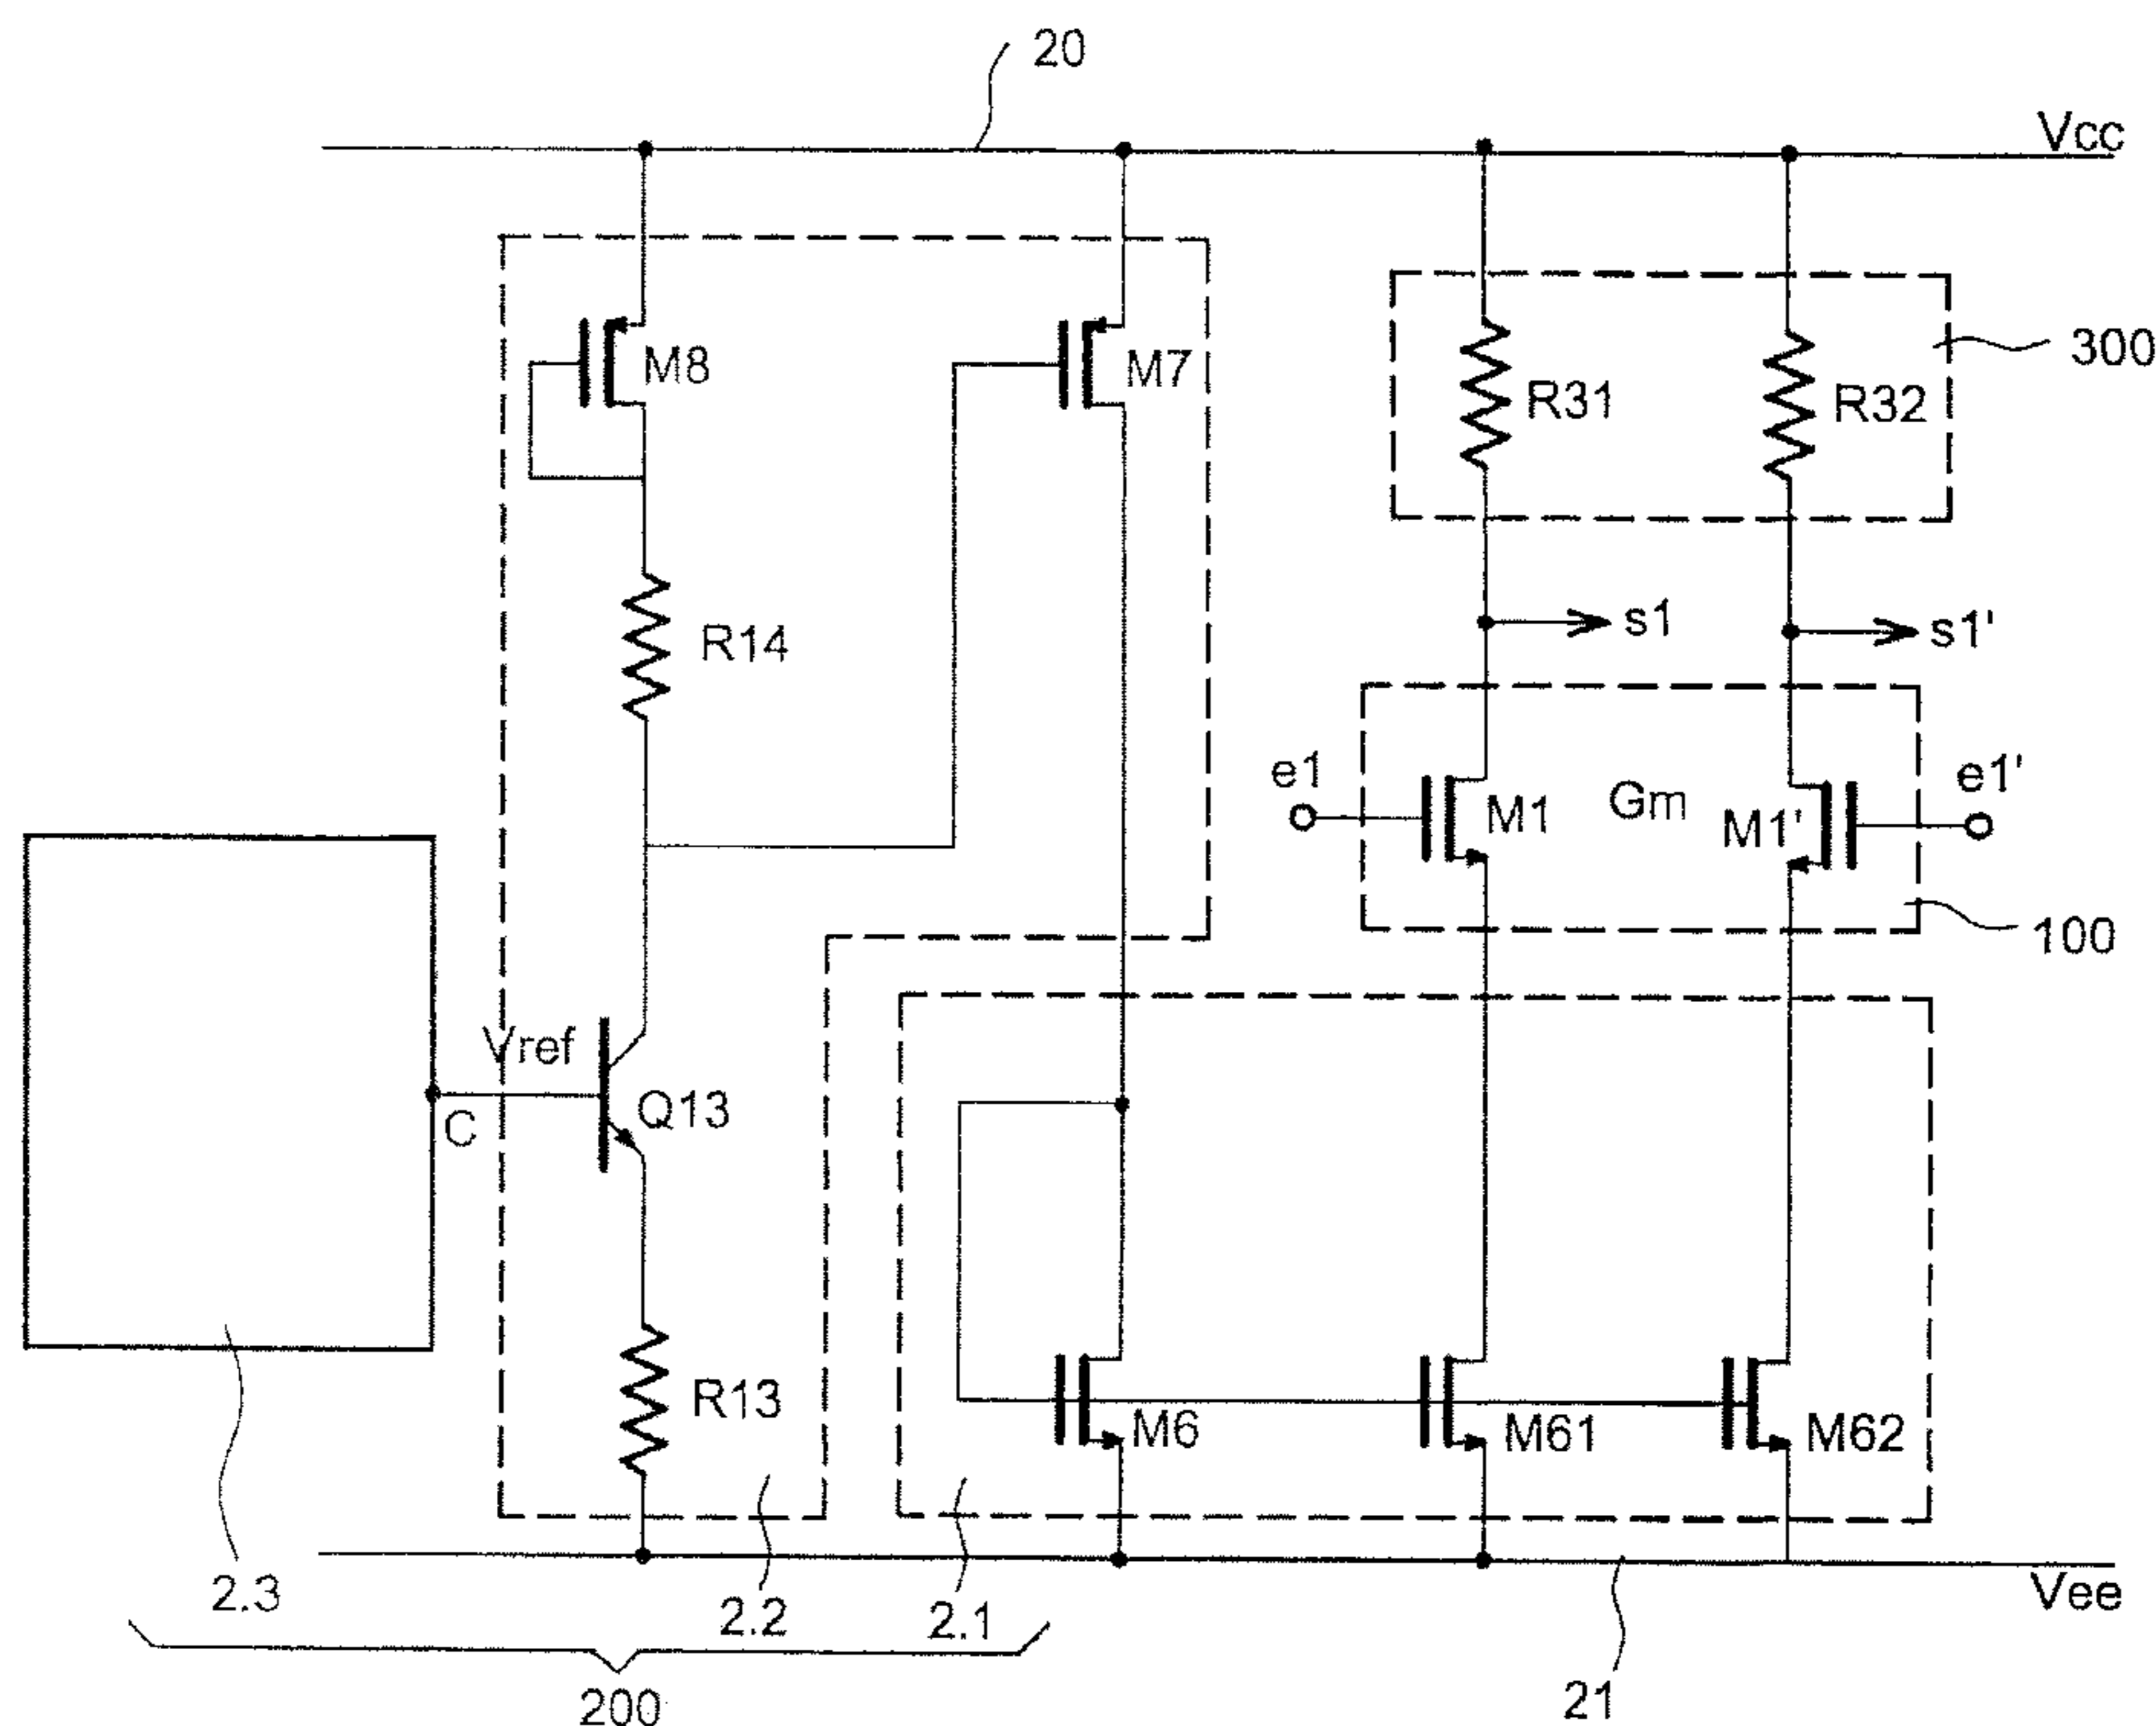 20
Vcc
M8
M7
R31
R32
300
R14
s1
s1'
e1
M1
Gm
M1'
e1'
100
Vref
C
Q13
R13
M6
M61
M62
2.3
2.2
2.1
Vee
200
21